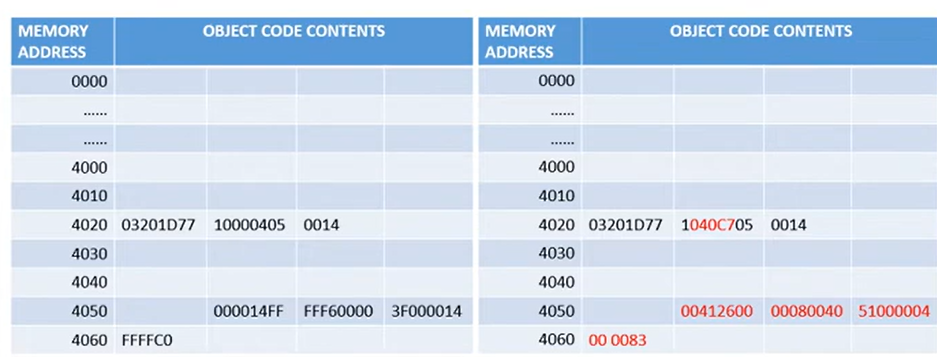 MEMORY ADDRESS OBJECT CODE CONTENTS MEMORY ADDRESS OBJECT CODE CONTENTS
0000 0000
...... ......
...... ......
4000 4000
4010 4010
4020 03201D77 10000405 0014 4020 03201D77 1040C705 0014
4030 4030
4040 4040
4050 000014FF FFF60000 3F000014 4050 00412600 00080040 51000004
4060 FFFFC0 4060 00 0083